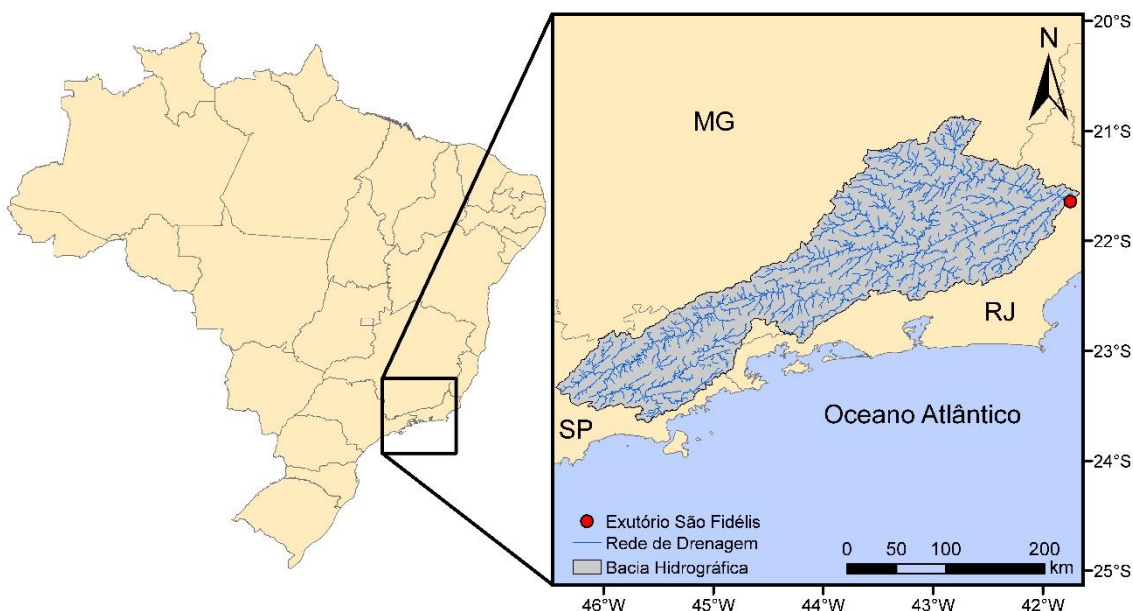 20°S
N
MG
21°S
22°S
RJ
23°S
Oceano Atlântico
SP
24°S
Exutório São Fidélis
Rede de Drenagem
Bacia Hidrográfica
0 50 100 200
km
25°S
46°W 45°W 44°W 43°W 42°W